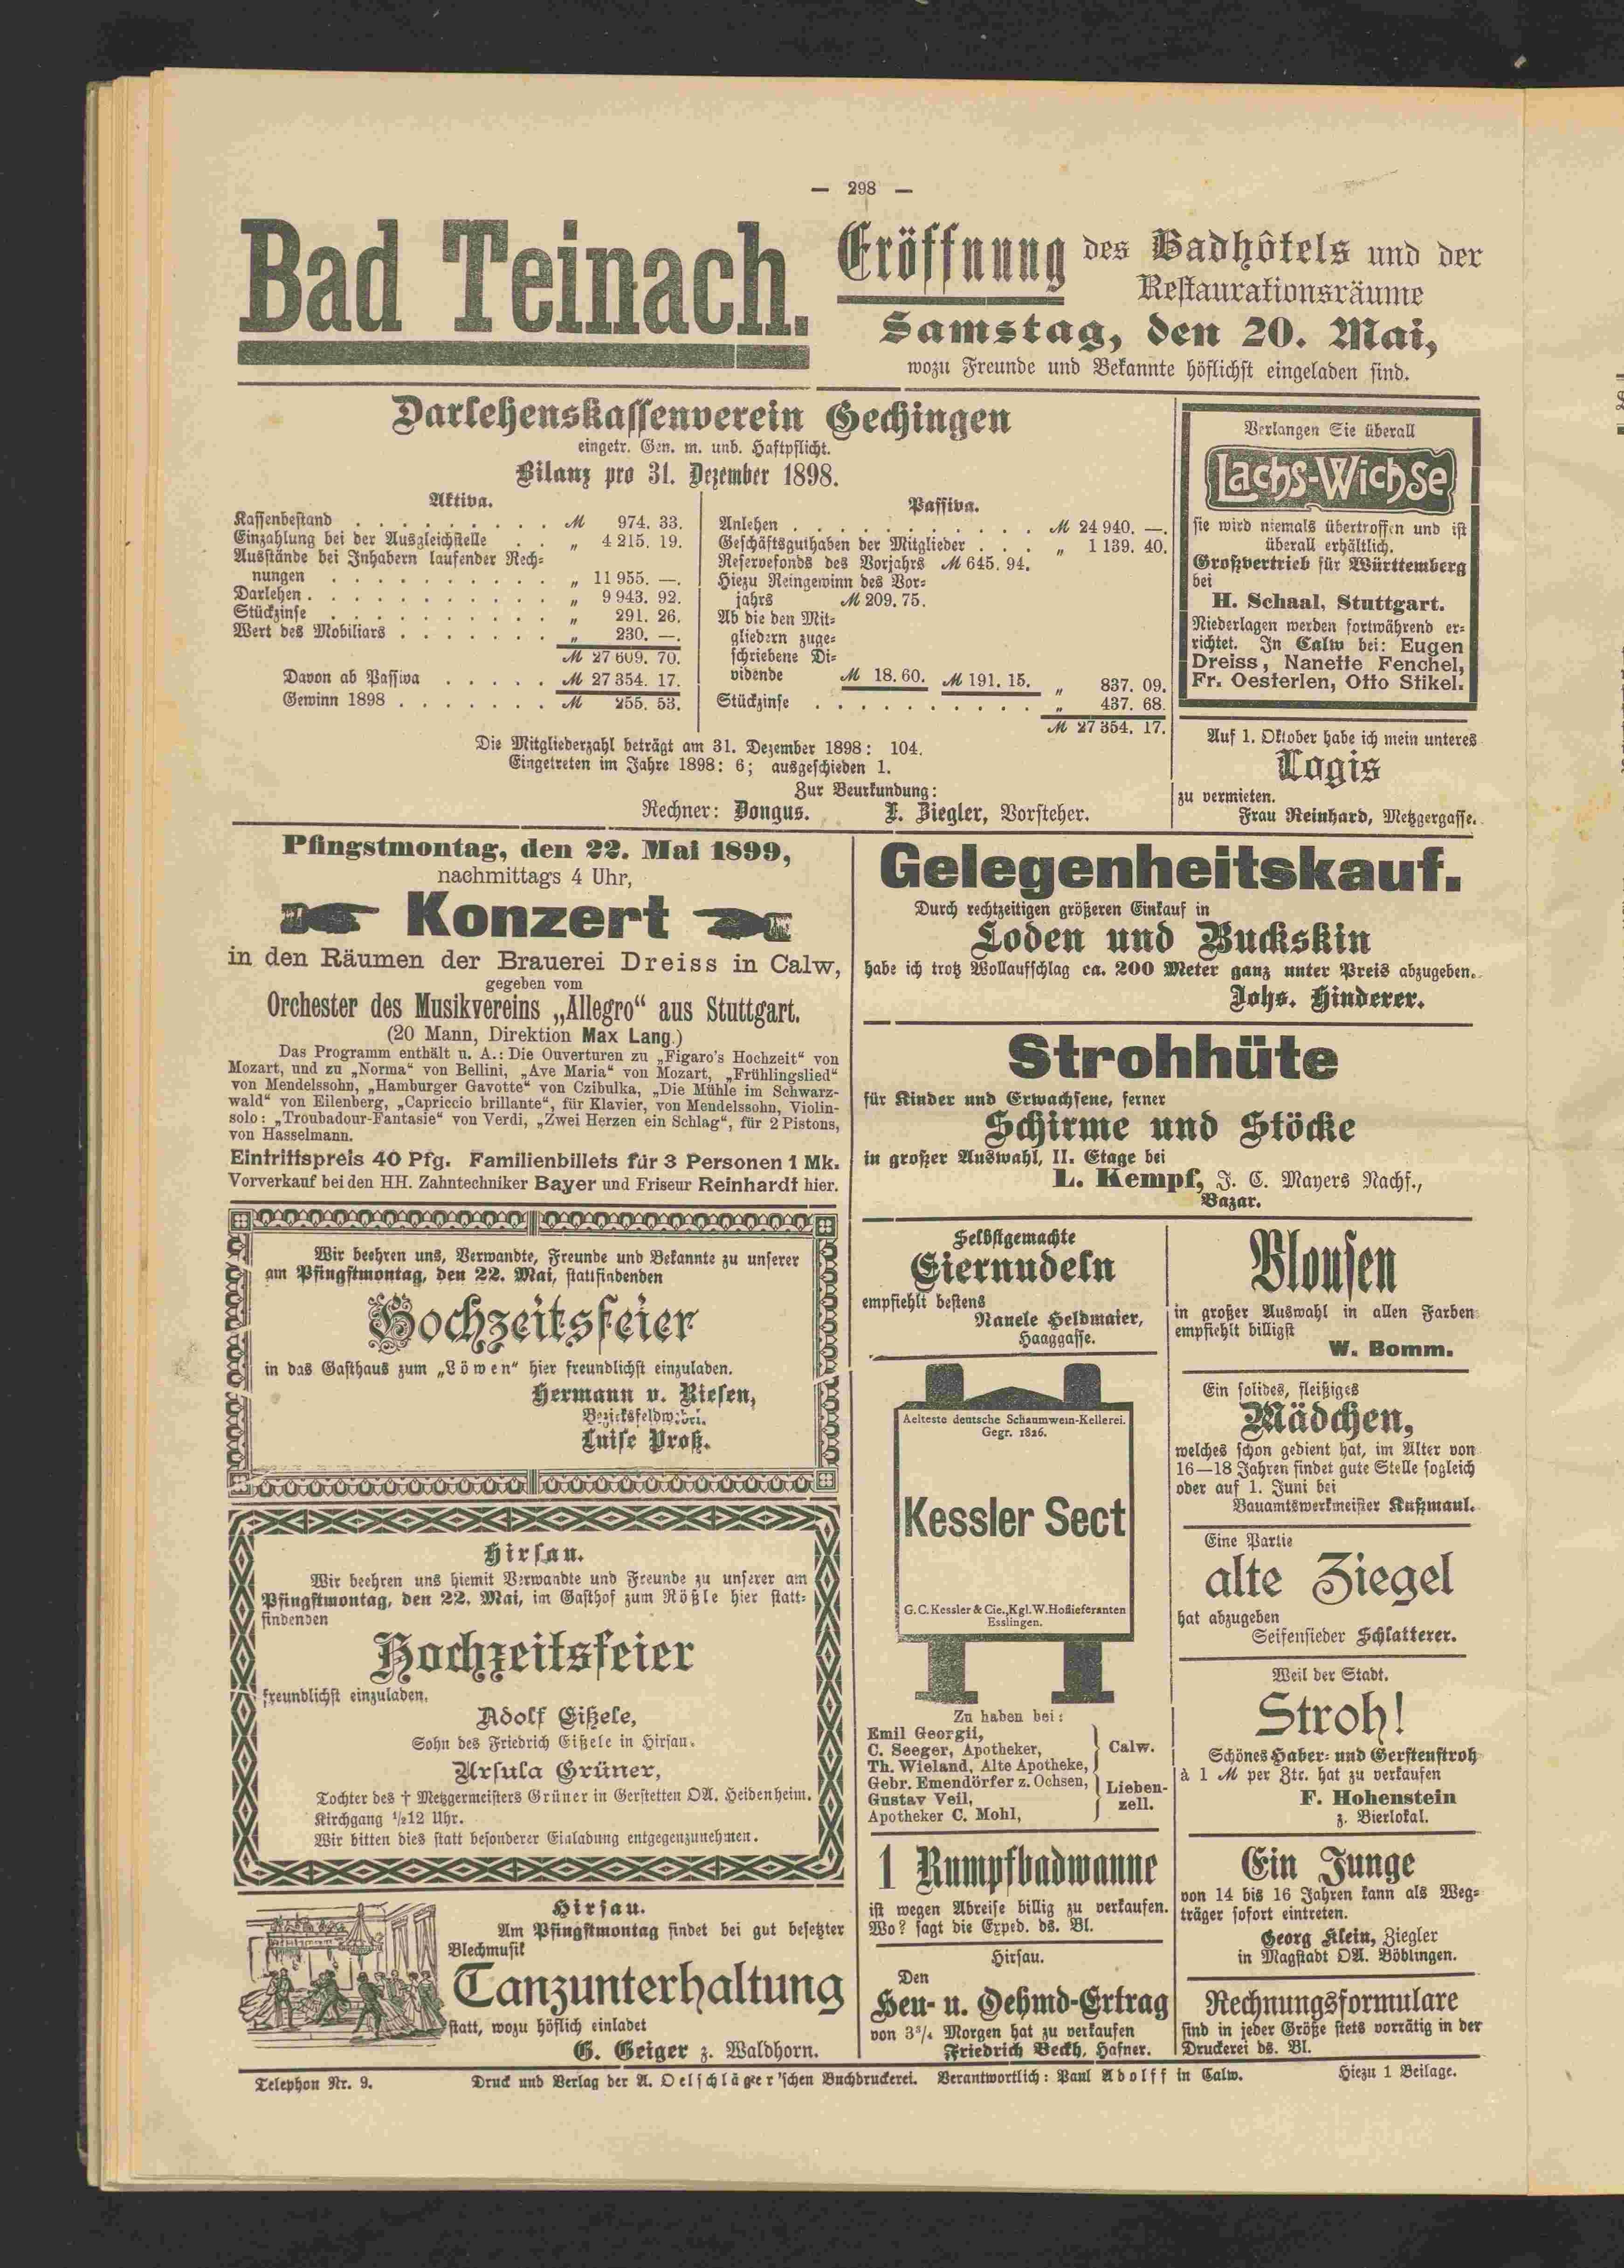 — 298 —
Bad Teinach.
Eröffnung des Badhôtels und der
Restaurationsräume
Samstag, den 20. Mai,
wozu Freunde und Bekannte höflichst eingeladen sind.
Darlehenskassenverein Gechingen
eingetr. Gen. m. unb. Haftpflicht.
Bilanz pro 31. Dezember 1898.
Aktiva.
Kassenbestand . . . . . . . . . M 974. 33.
Einzahlung bei der Ausgleichstelle . . „ 4 215. 19.
Ausstände bei Inhabern laufender Rech-
nungen . . . . . . . . . . „ 11 955. —.
Darlehen . . . . . . . . . . . „ 9 943. 92.
Stückzinse . . . . . . . . . . „ 291. 26.
Wert des Mobiliars . . . . . . . „ 230. —.
M 27 609. 70.
Davon ab Passiva . . . . . M 27 354. 17.
Gewinn 1898 . . . . . . . M 255. 53.
Passiva.
Anlehen . . . . . . . . . . . M 24 940. —.
Geschäftsguthaben der Mitglieder . . . „ 1 139. 40.
Reservefonds des Vorjahrs M 645. 94.
Hiezu Reingewinn des Vor-
jahrs M 209. 75.
Ab die den Mit-
gliedern zuge-
schriebene Di-
vidende M 18. 60. M 191. 15. „ 837. 09.
Stückzinse . . . . . . . . . . „ 437. 68.
M 27 354. 17.
Die Mitgliederzahl beträgt am 31. Dezember 1898: 104.
Eingetreten im Jahre 1898: 6; ausgeschieden 1.
Zur Beurkundung:
Rechner: Dongus. F. Ziegler, Vorsteher.
Verlangen Sie überall
Lachs-Wichse
sie wird niemals übertroffen und ist
überall erhältlich.
Großvertrieb für Württemberg
bei
H. Schaal, Stuttgart.
Niederlagen werden fortwährend er-
richtet. In Calw bei: Eugen
Dreiss, Nanette Fenchel,
Fr. Oesterlen, Otto Stikel.
Auf 1. Oktober habe ich mein unteres
Logis
zu vermieten.
Frau Reinhard, Metzgergasse.
Pfingstmontag, den 22. Mai 1899,
nachmittags 4 Uhr,
Konzert
in den Räumen der Brauerei Dreiss in Calw,
gegeben vom
Orchester des Musikvereins „Allegro“ aus Stuttgart.
(20 Mann, Direktion Max Lang.)
Das Programm enthält u. A.: Die Ouverturen zu „Figaro's Hochzeit“ von
Mozart, und zu „Norma“ von Bellini, „Ave Maria“ von Mozart, „Frühlingslied“
von Mendelssohn, „Hamburger Gavotte“ von Czibulka, „Die Mühle im Schwarz-
wald“ von Eilenberg, „Capriccio brillante“, für Klavier, von Mendelssohn, Violin-
solo: „Troubadour-Fantasie“ von Verdi, „Zwei Herzen ein Schlag“, für 2 Pistons,
von Hasselmann.
Eintrittspreis 40 Pfg. Familienbillets für 3 Personen 1 Mk.
Vorverkauf bei den HH. Zahntechniker Bayer und Friseur Reinhardt hier.
Gelegenheitskauf.
Durch rechtzeitigen größeren Einkauf in
Loden und Buckskin
habe ich trotz Wollaufschlag ca. 200 Meter ganz unter Preis abzugeben.
Johs. Hinderer.
Strohhüte
für Kinder und Erwachsene, ferner
Schirme und Stöcke
in großer Auswahl, II. Etage bei
L. Kempf, J. C. Mayers Nachf.,
Bazar.
Wir beehren uns, Verwandte, Freunde und Bekannte zu unserer
am Pfingstmontag, den 22. Mai, stattfindenden
Hochzeitsfeier
in das Gasthaus zum „Löwen“ hier freundlichst einzuladen.
Hermann v. Riesen,
Bezirksfeldwebel.
Luise Proß.
Hirsau.
Wir beehren uns hiemit Verwandte und Freunde zu unserer am
Pfingstmontag, den 22. Mai, im Gasthof zum Rößle hier statt-
findenden
Hochzeitsfeier
freundlichst einzuladen.
Adolf Eißele,
Sohn des Friedrich Eißele in Hirsau.
Ursula Grüner,
Tochter des † Metzgermeisters Grüner in Gerstetten OA. Heidenheim.
Kirchgang 1/212 Uhr.
Wir bitten dies statt besonderer Einladung entgegenzunehmen.
Hirsau.
Am Pfingstmontag findet bei gut besetzter
Blechmusik
Tanzunterhaltung
statt, wozu höflich einladet
G. Geiger z. Waldhorn.
Selbstgemachte
Eiernudeln
empfiehlt bestens
Nanele Heldmaier,
Haaggasse.
Aelteste deutsche Schaumwein-Kellerei.
Gegr. 1826.
Kessler Sect
G. C. Kessler & Cie., Kgl. W. Hoflieferanten
Esslingen.
Zu haben bei:
Emil Georgii,
C. Seeger, Apotheker,
Th. Wieland, Alte Apotheke,
Calw.
Gebr. Emendörfer z. Ochsen,
Gustav Veil,
Apotheker C. Mohl,
Lieben-
zell.
1 Rumpfbadwanne
ist wegen Abreise billig zu verkaufen.
Wo? sagt die Exped. ds. Bl.
Hirsau.
Den
Heu- u. Oehmd-Ertrag
von 3 3/4 Morgen hat zu verkaufen
Friedrich Beckh, Hafner.
Blousen
in großer Auswahl in allen Farben
empfiehlt billigst
W. Bomm.
Ein solides, fleißiges
Mädchen,
welches schon gedient hat, im Alter von
16—18 Jahren findet gute Stelle sogleich
oder auf 1. Juni bei
Bauamtswerkmeister Kußmaul.
Eine Partie
alte Ziegel
hat abzugeben
Seifensieder Schlatterer.
Weil der Stadt.
Stroh!
Schönes Haber- und Gerstenstroh
à 1 M per Ztr. hat zu verkaufen
F. Hohenstein
z. Bierlokal.
Ein Junge
von 14 bis 16 Jahren kann als Weg-
träger sofort eintreten.
Georg Klein, Ziegler
in Magstadt OA. Böblingen.
Rechnungsformulare
sind in jeder Größe stets vorrätig in der
Druckerei ds. Bl.
Telephon Nr. 9.
Druck und Verlag der A. Oelschläger'schen Buchdruckerei. Verantwortlich: Paul Adolff in Calw.
Hiezu 1 Beilage.